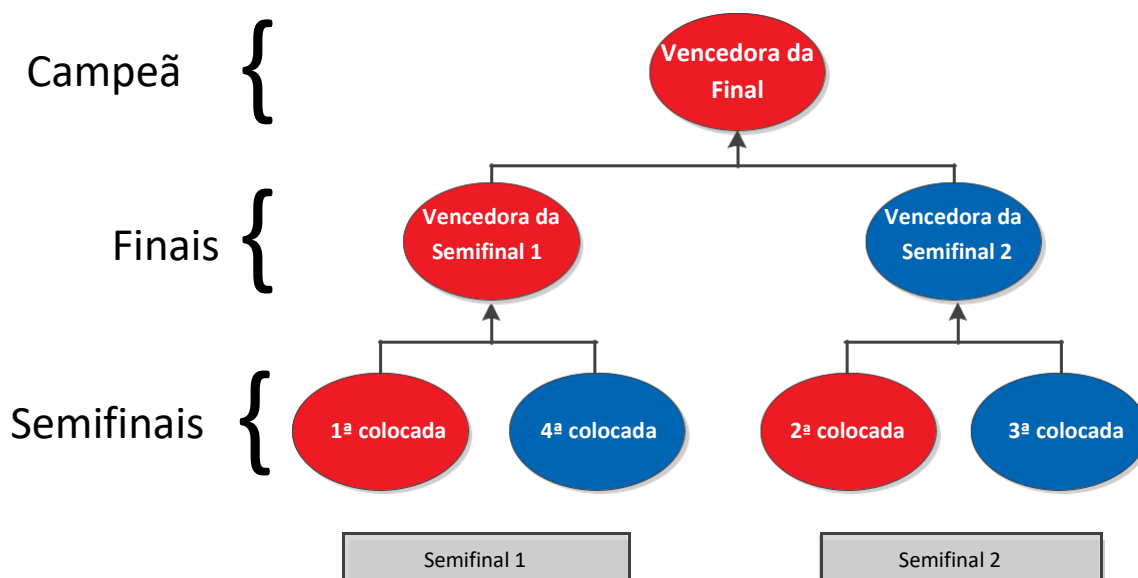 Campeã
Vencedora da
Final
Finais
Vencedora da
Semifinal 1
Vencedora da
Semifinal 2
Semifinais
1ª colocada
4ª colocada
2ª colocada
3ª colocada
Semifinal 1
Semifinal 2